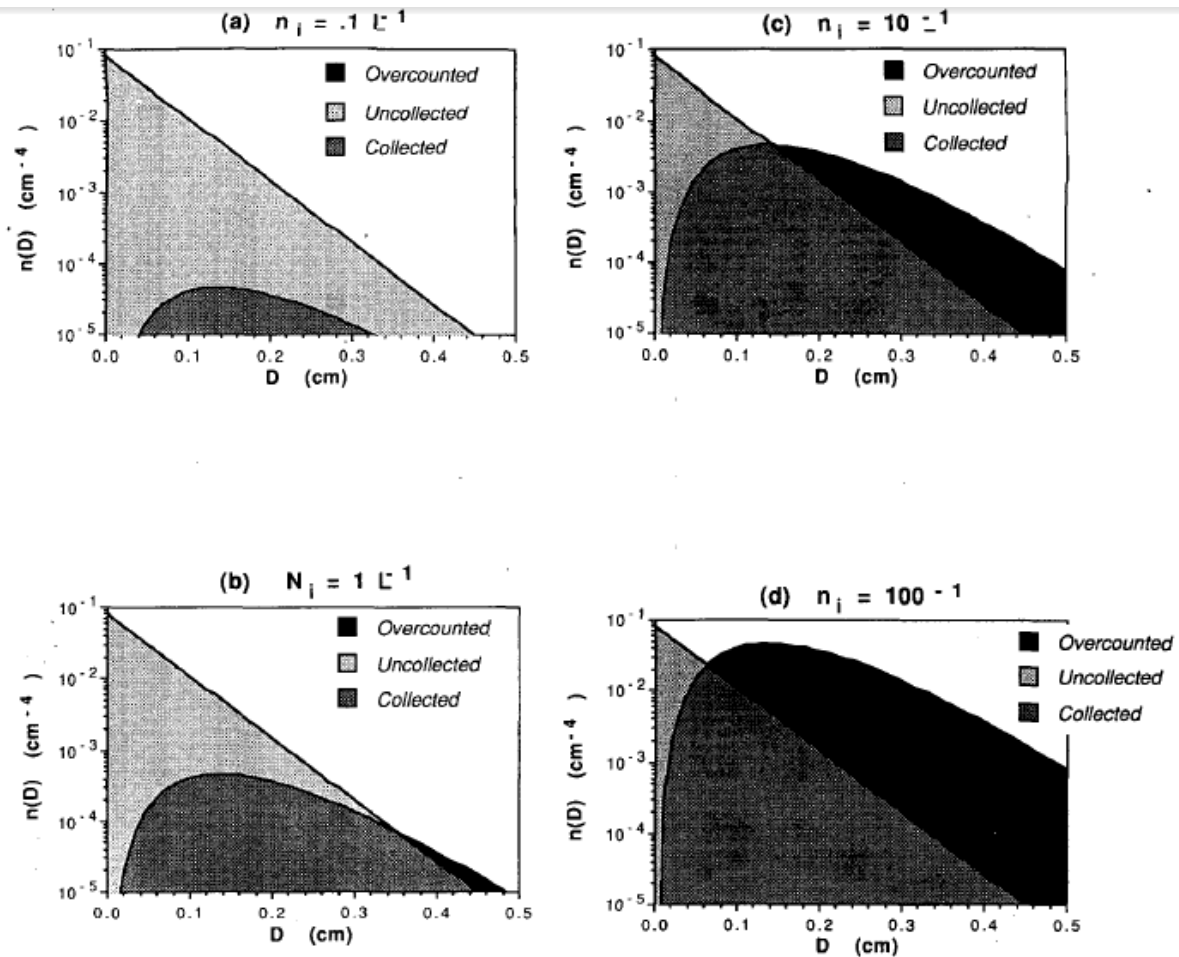 (a) n i = .1 L-1
10-1
10-2
10-3
10-4
10-5
n(D) (cm-4)
Overcounted
Uncollected
Collected
0.0 0.1 0.2 0.3 0.4 0.5
D (cm)
(c) n i = 10 -1
10-1
10-2
10-3
10-4
10-5
n(D) (cm-4)
Overcounted
Uncollected
Collected
0.0 0.1 0.2 0.3 0.4 0.5
D (cm)
(b) N i = 1 L-1
10-1
10-2
10-3
10-4
10-5
n(D) (cm-4)
Overcounted
Uncollected
Collected
0.0 0.1 0.2 0.3 0.4 0.5
D (cm)
(d) n i = 100 -1
10-1
10-2
10-3
10-4
10-5
n(D) (cm-4)
Overcounted
Uncollected
Collected
0.0 0.1 0.2 0.3 0.4 0.5
D (cm)